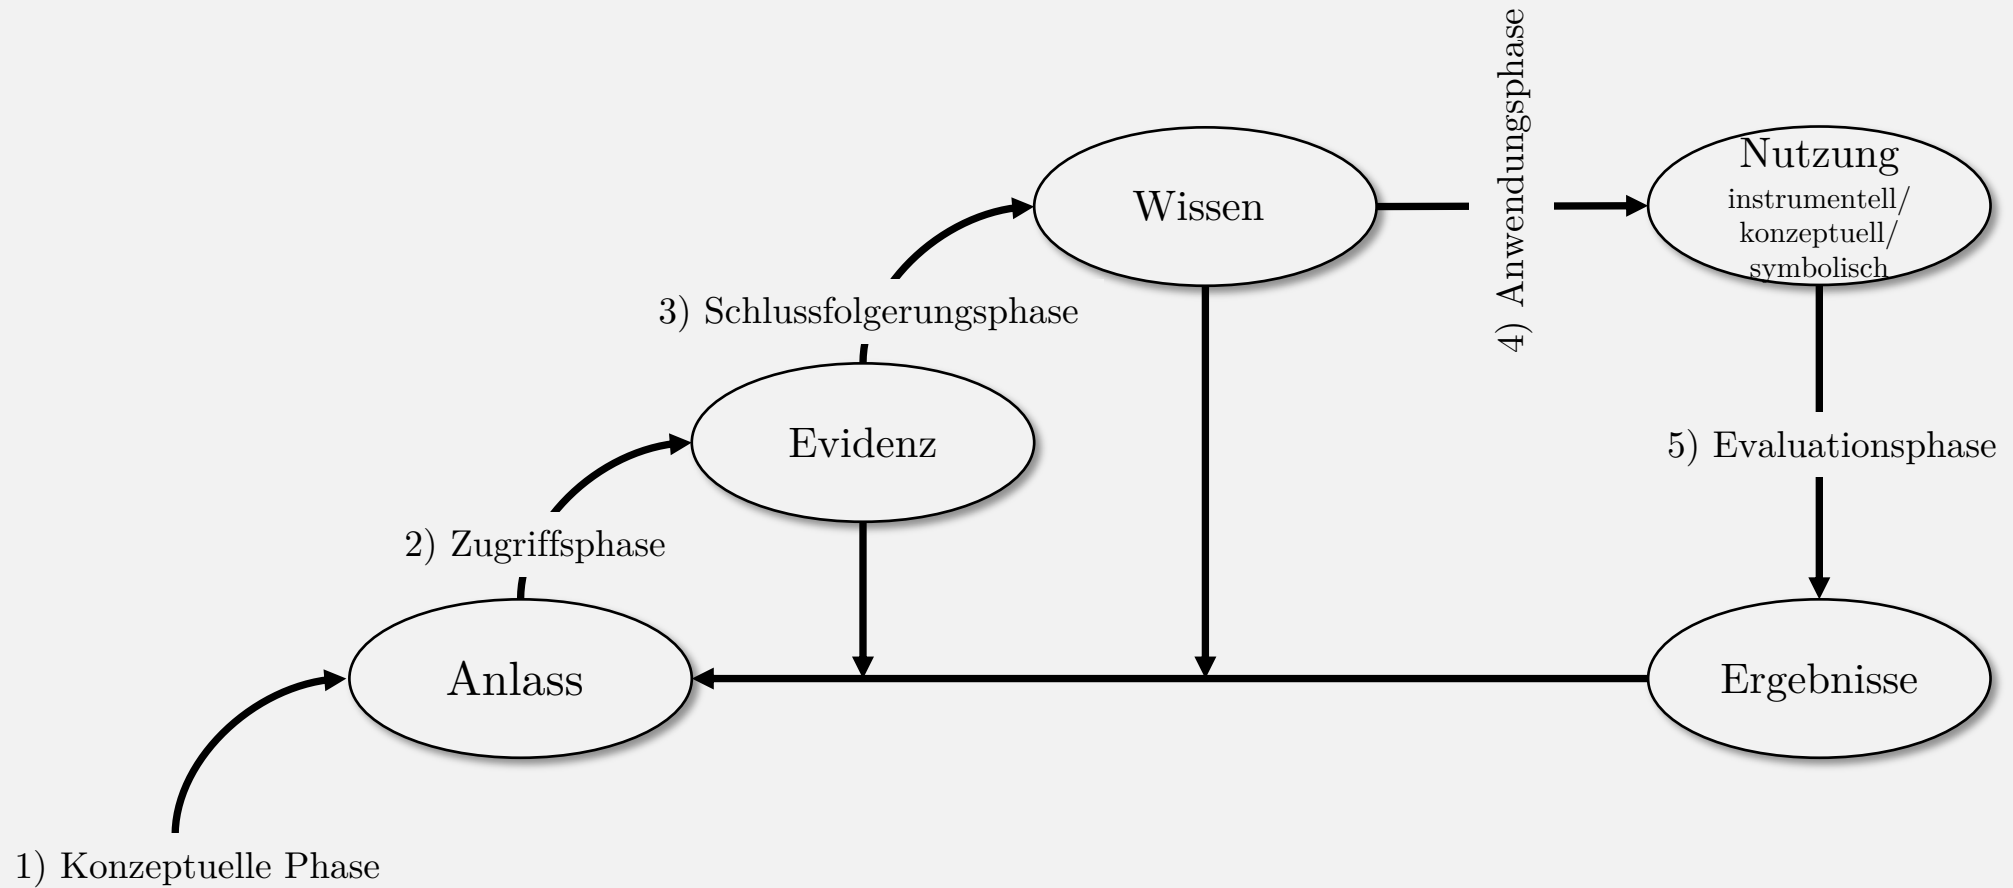 4) Anwendungsphase
Wissen
Nutzung
instrumentell/
konzeptuell/
symbolisch
3) Schlussfolgerungsphase
Evidenz
5) Evaluationsphase
2) Zugriffsphase
Anlass
Ergebnisse
1) Konzeptuelle Phase